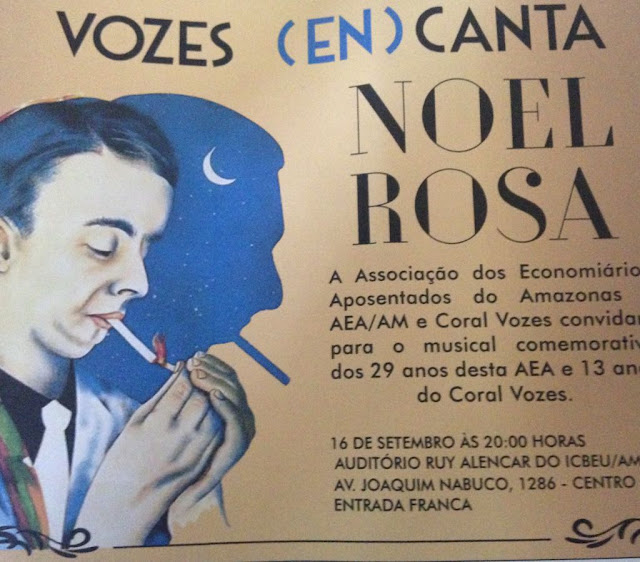 VOZES (EN)CANTA
NOEL
ROSA
A Associação dos Economiário
Aposentados do Amazonas
AEA/AM e Coral Vozes convidam
para o musical comemorativ
dos 29 anos desta AEA e 13 ano
do Coral Vozes.
16 DE SETEMBRO ÀS 20:00 HORAS
AUDITÓRIO RUY ALENCAR DO ICBEU/AM
AV. JOAQUIM NABUCO, 1286 - CENTRO
ENTRADA FRANCA